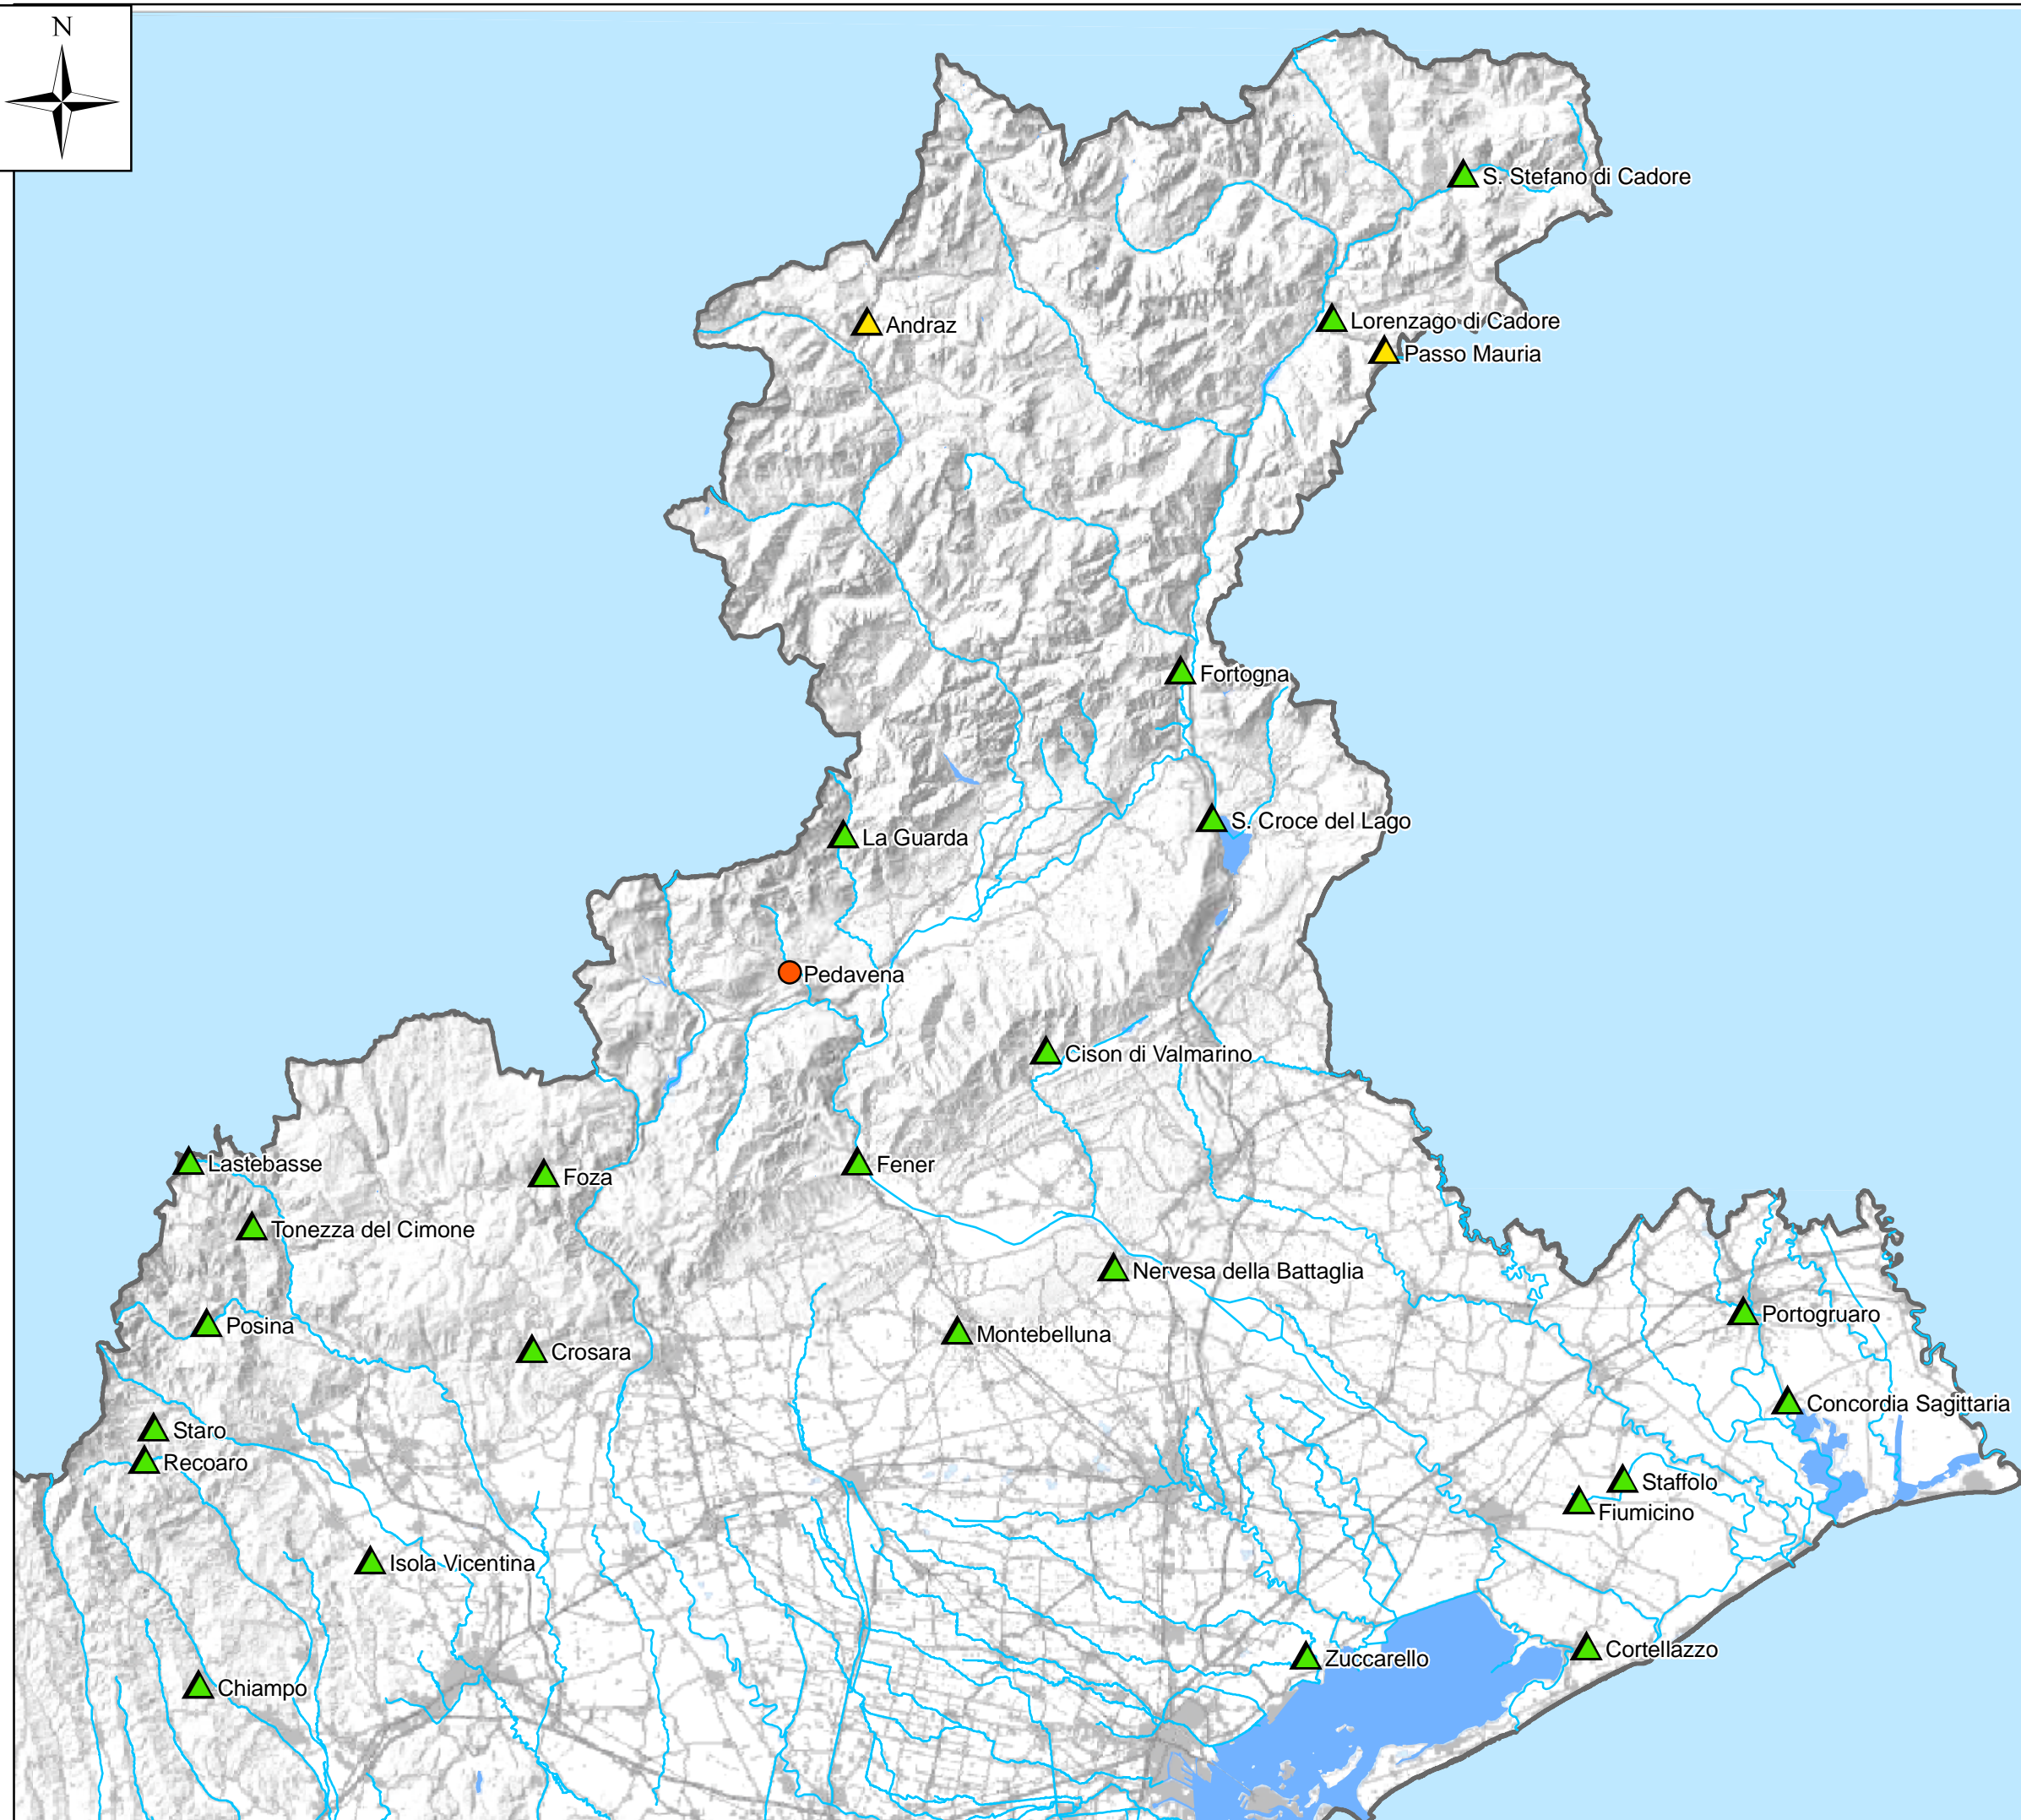 N
S. Stefano di Cadore
Andraz
Lorenzago di Cadore
Passo Mauria
Fortogna
S. Croce del Lago
La Guarda
Pedavena
Cison di Valmarino
Lastebasse
Foza
Fener
Tonezza del Cimone
Nervesa della Battaglia
Posina
Portogruaro
Montebelluna
Crosara
Concordia Sagittaria
Staro
Recoaro
Staffolo
Fiumicino
Isola Vicentina
Cortellazzo
Zuccarello
Chiampo